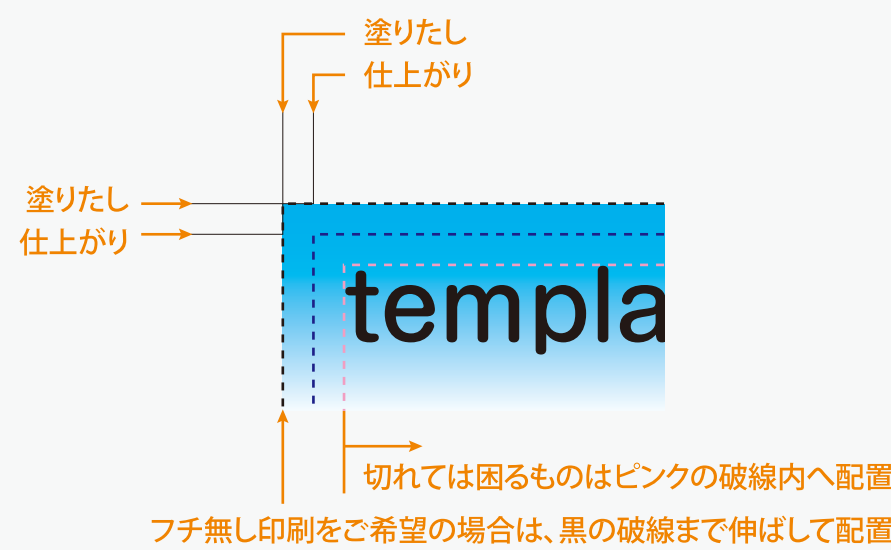 塗りたし
仕上がり
塗りたし
仕上がり
templa
切れては困るものはピンクの破線内へ配置
フチ無し印刷をご希望の場合は、黒の破線まで伸ばして配置